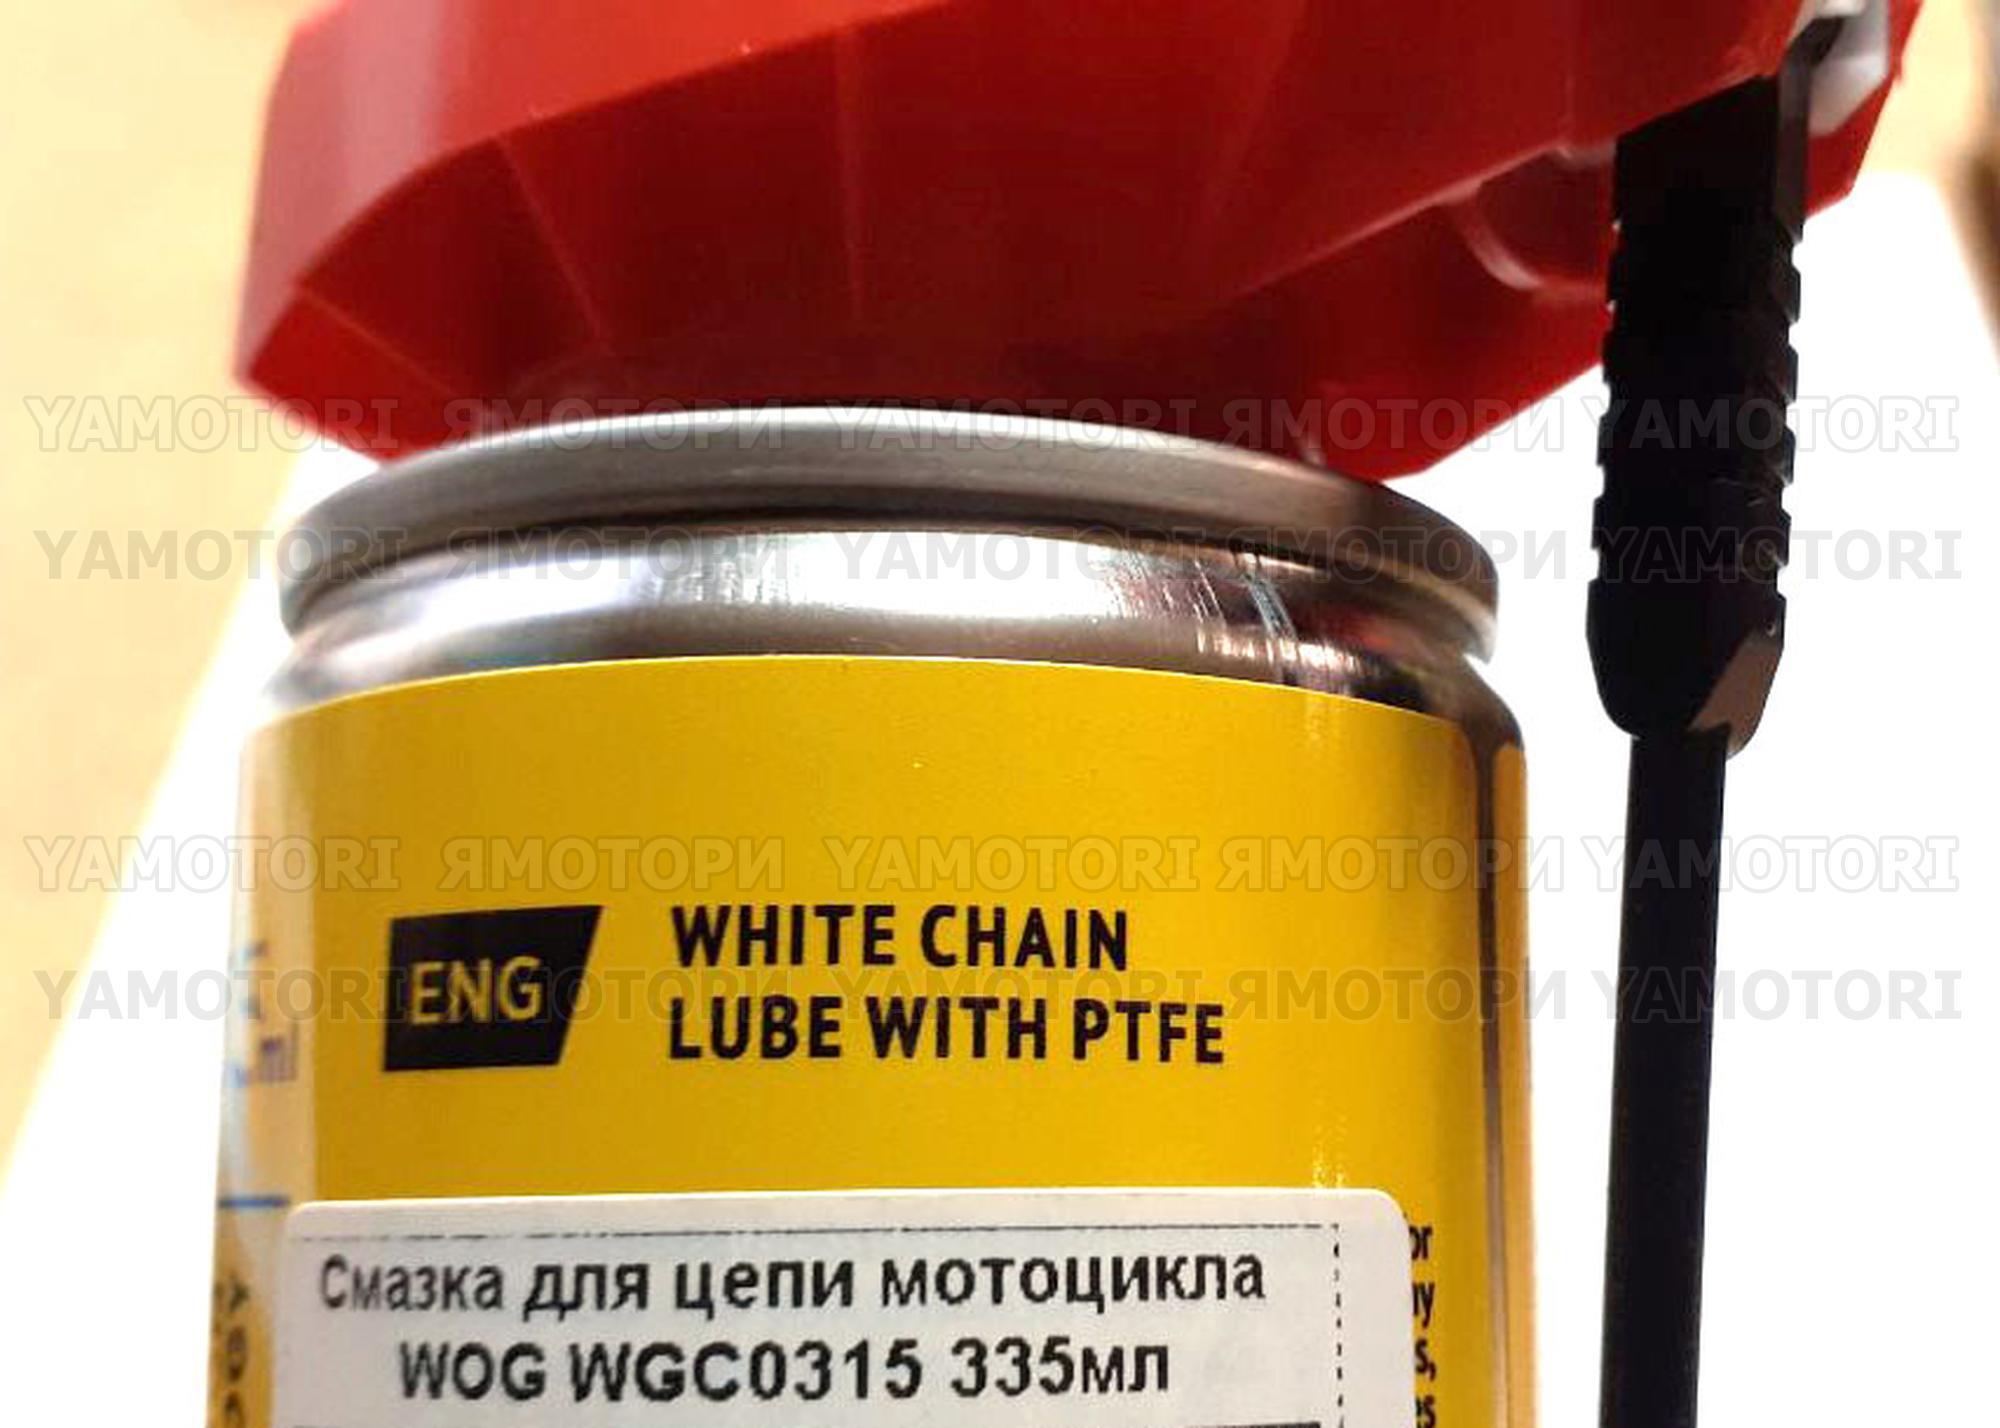 YAMOTORI ЯМОТОРИ YAMOTORI ЯМОТОРИ YAMOTORI
YAMOTORI ЯМОТОРИ YAMOTORI ЯМОТОРИ YAMOTORI
YAMOTORI ЯМОТОРИ YAMOTORI ЯМОТОРИ YAMOTORI
YAMOTORI ЯМОТОРИ YAMOTORI ЯМОТОРИ YAMOTORI
ENG
WHITE CHAIN
LUBE WITH PTFE
Смазка для цепи мотоцикла
WOG WGC0315 335мл